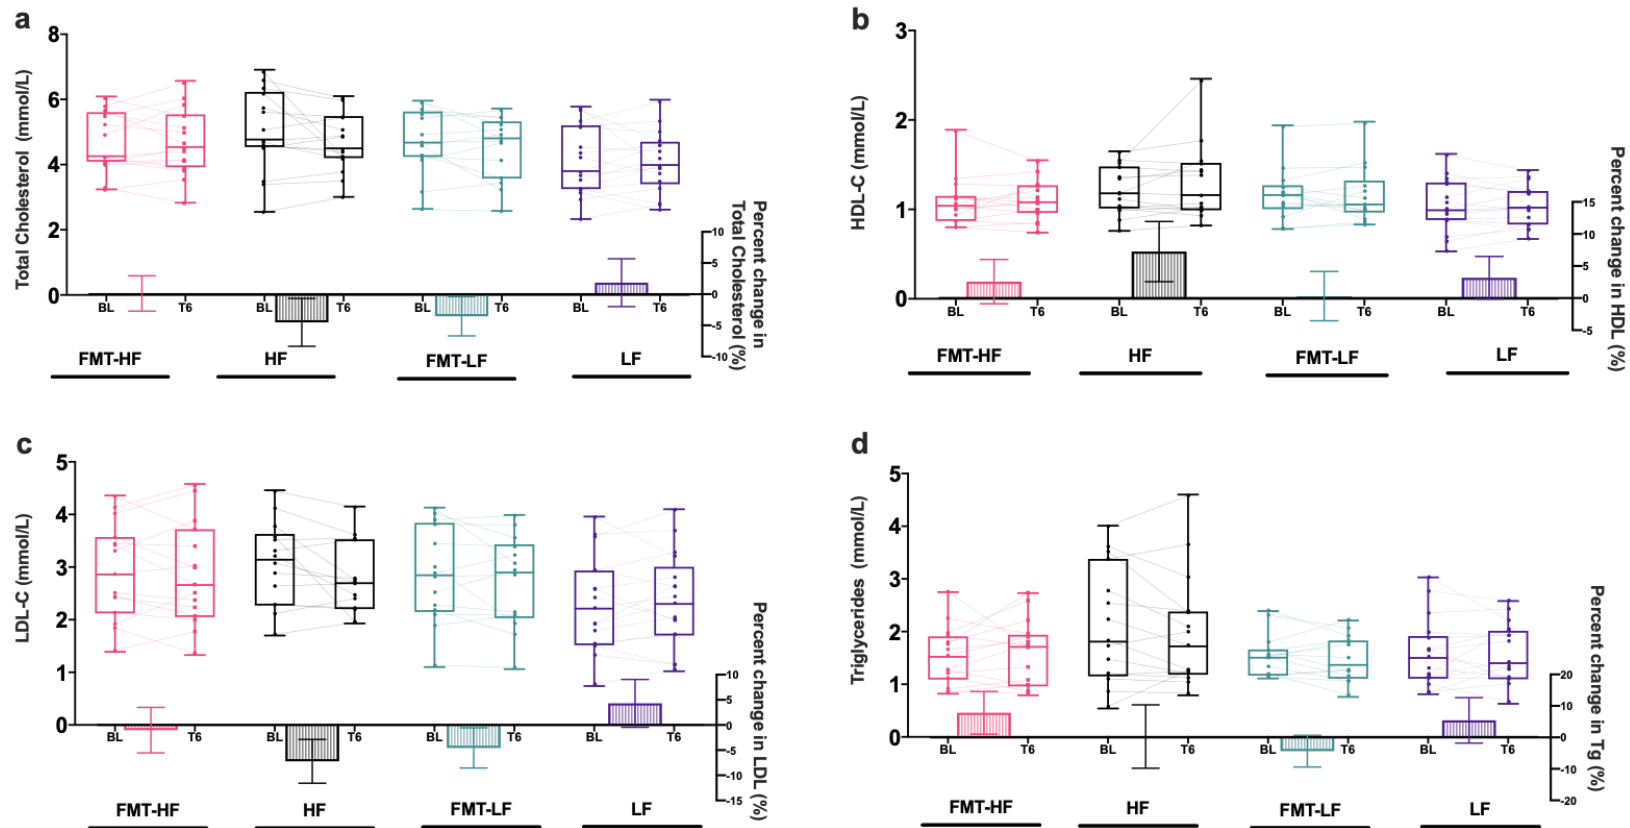 a
8
6
4
2
0
Total Cholesterol (mmol/L)
BL T6 BL T6 BL T6 BL T6
10
5
0
-5
-10
Percent change in
Total Cholesterol (%)
FMT-HF HF FMT-LF LF
b
3
2
1
0
HDL-C (mmol/L)
BL T6 BL T6 BL T6 BL T6
15
10
5
0
-5
Percent change in HDL (%)
FMT-HF HF FMT-LF LF
c
5
4
3
2
1
0
LDL-C (mmol/L)
BL T6 BL T6 BL T6 BL T6
10
5
0
-5
-10
-15
Percent change in LDL (%)
FMT-HF HF FMT-LF LF
d
5
4
3
2
1
0
Triglycerides (mmol/L)
BL T6 BL T6 BL T6 BL T6
20
10
0
-10
-20
Percent change in Tg (%)
FMT-HF HF FMT-LF LF